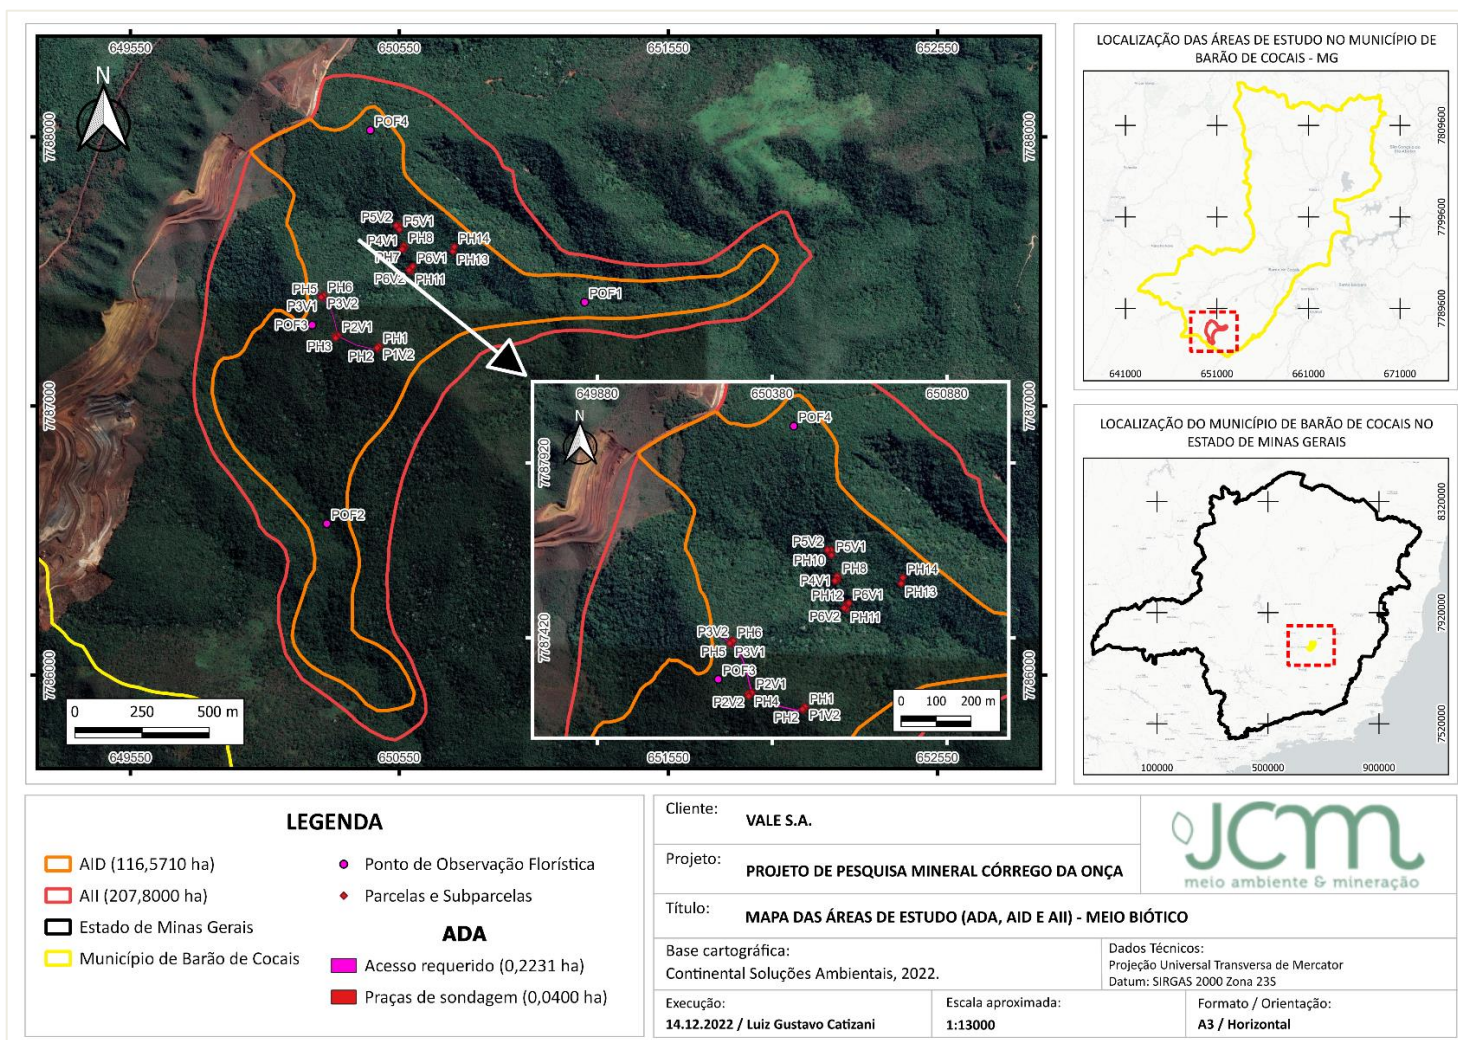 649550
650550
651550
652550
N
7788000
7788000
POF4
P5V2
P5V1
P4V1
PH8
PH14
PH7
P6V1
PH13
P6V2
PH11
PH5
PH6
P3V1
P3V2
POF1
POF3
P2V1
PH3
PH1
PH2
P1V2
7787000
7787000
POF2
7786000
7786000
0 250 500 m
649550
650550
651550
652550
649880
650380
650880
N
7787920
7787420
POF4
P5V2
P5V1
PH10
PH8
PH14
P4V1
PH12
P6V1
PH13
P6V2
PH11
P3V2
PH6
PH5
P3V1
POF3
P2V1
P2V2
PH4
PH1
PH2
P1V2
0 100 200 m
LOCALIZAÇÃO DAS ÁREAS DE ESTUDO NO MUNICÍPIO DE
BARÃO DE COCAIS - MG
7809600
7799600
7789600
641000
651000
661000
671000
LOCALIZAÇÃO DO MUNICÍPIO DE BARÃO DE COCAIS NO
ESTADO DE MINAS GERAIS
8320000
7920000
7520000
100000
500000
900000
LEGENDA
AID (116,5710 ha)
AII (207,8000 ha)
Estado de Minas Gerais
Município de Barão de Cocais
Ponto de Observação Florística
Parcelas e Subparcelas
ADA
Acesso requerido (0,2231 ha)
Praças de sondagem (0,0400 ha)
Cliente: VALE S.A.
Projeto: PROJETO DE PESQUISA MINERAL CÓRREGO DA ONÇA
JCM
meio ambiente & mineração
Título: MAPA DAS ÁREAS DE ESTUDO (ADA, AID E AII) - MEIO BIÓTICO
Base cartográfica:
Continental Soluções Ambientais, 2022.
Dados Técnicos:
Projeção Universal Transversa de Mercator
Datum: SIRGAS 2000 Zona 23S
Execução:
14.12.2022 / Luiz Gustavo Catizani
Escala aproximada:
1:13000
Formato / Orientação:
A3 / Horizontal